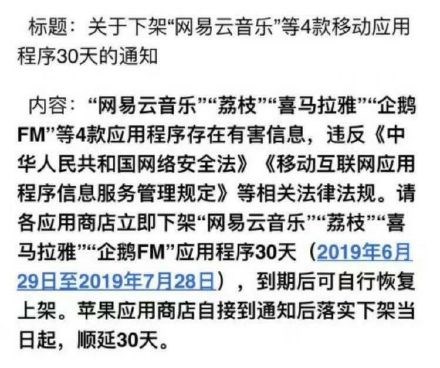 标题：关于下架“网易云音乐”等4款移动应用
程序30天的通知
内容：“网易云音乐”“荔枝”“喜马拉雅”“企鹅
FM”等4款应用程序存在有害信息，违反《中
华人民共和国网络安全法》《移动互联网应用
程序信息服务管理规定》等相关法律法规。请
各应用商店立即下架“网易云音乐”“荔枝”“喜
马拉雅”“企鹅FM”应用程序30天（2019年6月
29日至2019年7月28日），到期后可自行恢复
上架。苹果应用商店自接到通知后落实下架当
日起，顺延30天。